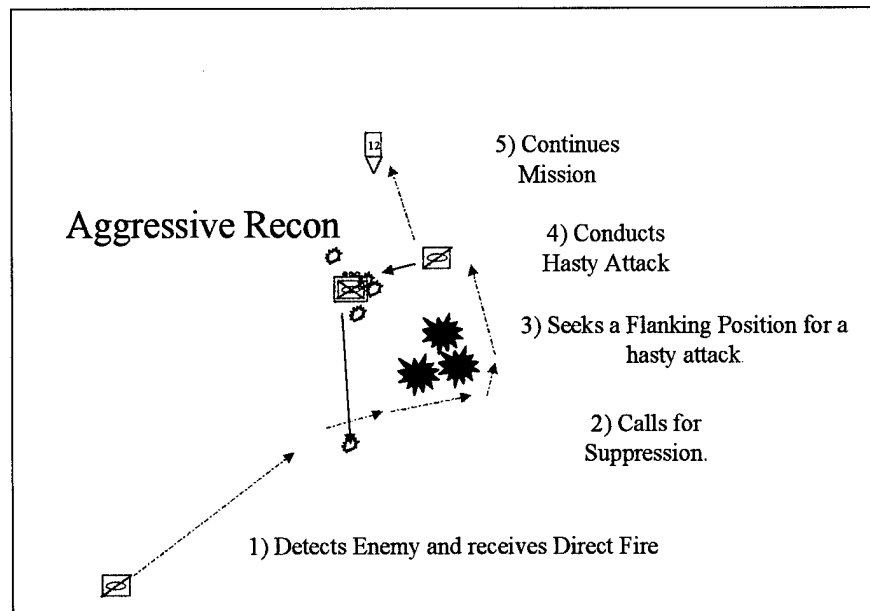 5) Continues
Mission
12
Aggressive Recon
4) Conducts
Hasty Attack
3) Seeks a Flanking Position for a
hasty attack
2) Calls for
Suppression.
1) Detects Enemy and receives Direct Fire